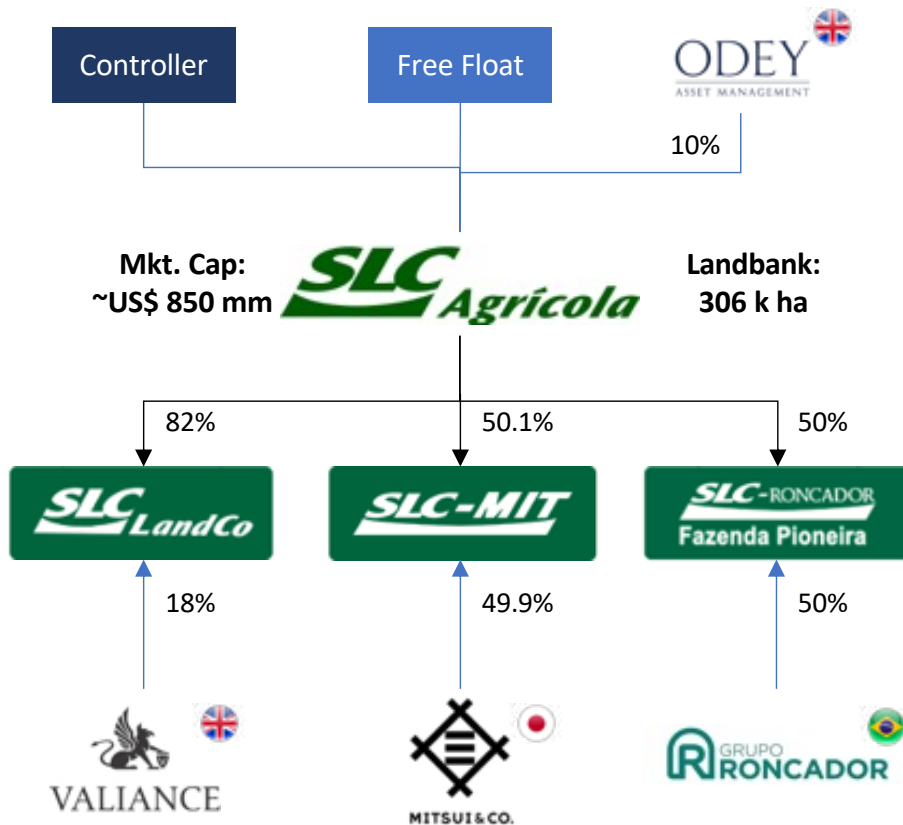 Controller
Free Float
ODEY
ASSET MANAGEMENT
10%
Mkt. Cap:
~US$ 850 mm
SLC
Agrícola
Landbank:
306 k ha
82%
50.1%
50%
SLC
LandCo
SLC-MIT
SLC-RONCADOR
Fazenda Pioneira
18%
49.9%
50%
VALIANCE
MITSUI & CO.
GRUPO
RONCADOR